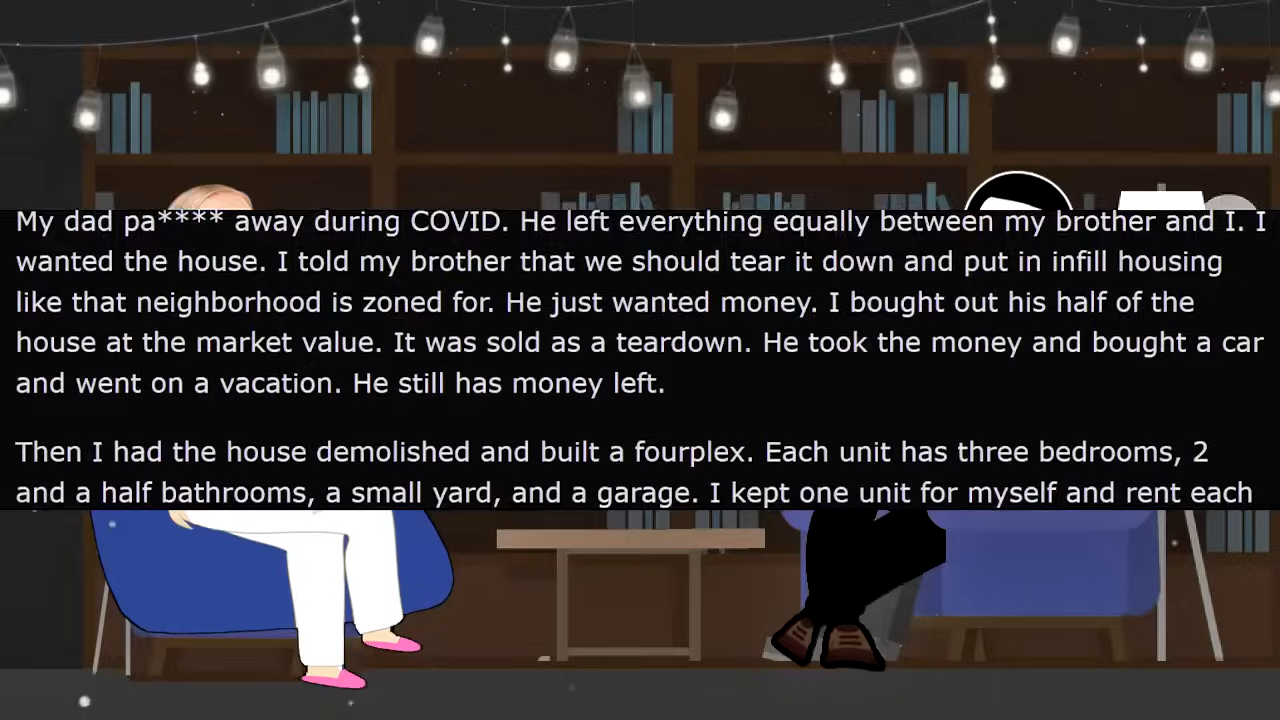 My dad pa**** away during COVID. He left everything equally between my brother and I. I
wanted the house. I told my brother that we should tear it down and put in infill housing
like that neighborhood is zoned for. He just wanted money. I bought out his half of the
house at the market value. It was sold as a teardown. He took the money and bought a car
and went on a vacation. He still has money left.
Then I had the house demolished and built a fourplex. Each unit has three bedrooms, 2
and a half bathrooms, a small yard, and a garage. I kept one unit for myself and rent each